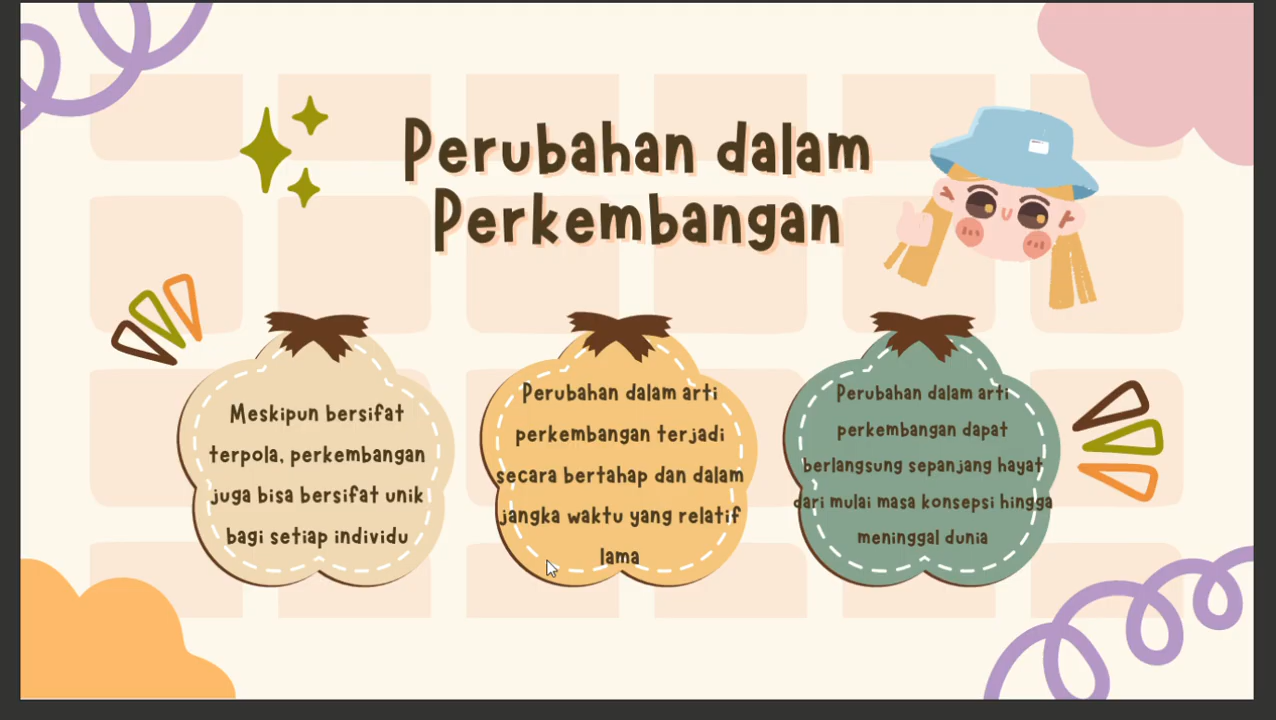 Perubahan dalam
Perkembangan
Meskipun bersifat
terpola, perkembangan
juga bisa bersifat unik
bagi setiap individu
Perubahan dalam arti
perkembangan terjadi
secara bertahap dan dalam
jangka waktu yang relatif
lama
Perubahan dalam arti
perkembangan dapat
berlangsung sepanjang hayat
dari mulai masa konsepsi hingga
meninggal dunia